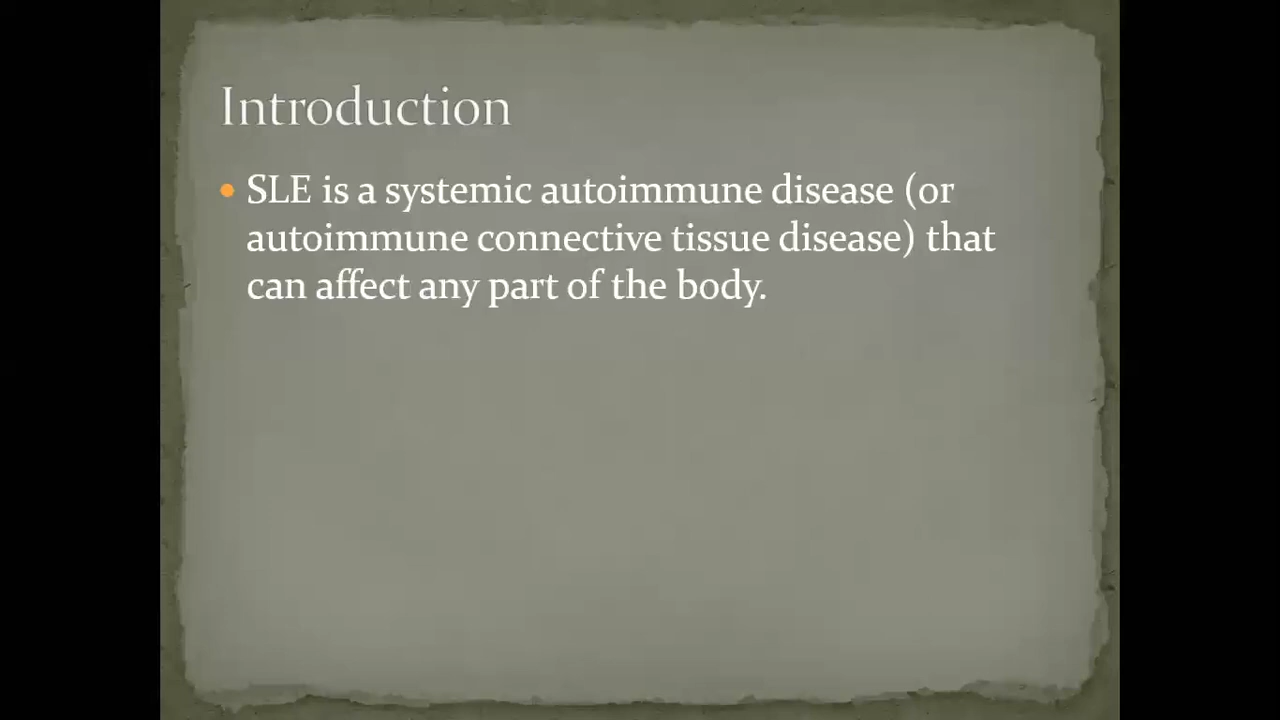 Introduction
SLE is a systemic autoimmune disease (or
autoimmune connective tissue disease) that
can affect any part of the body.